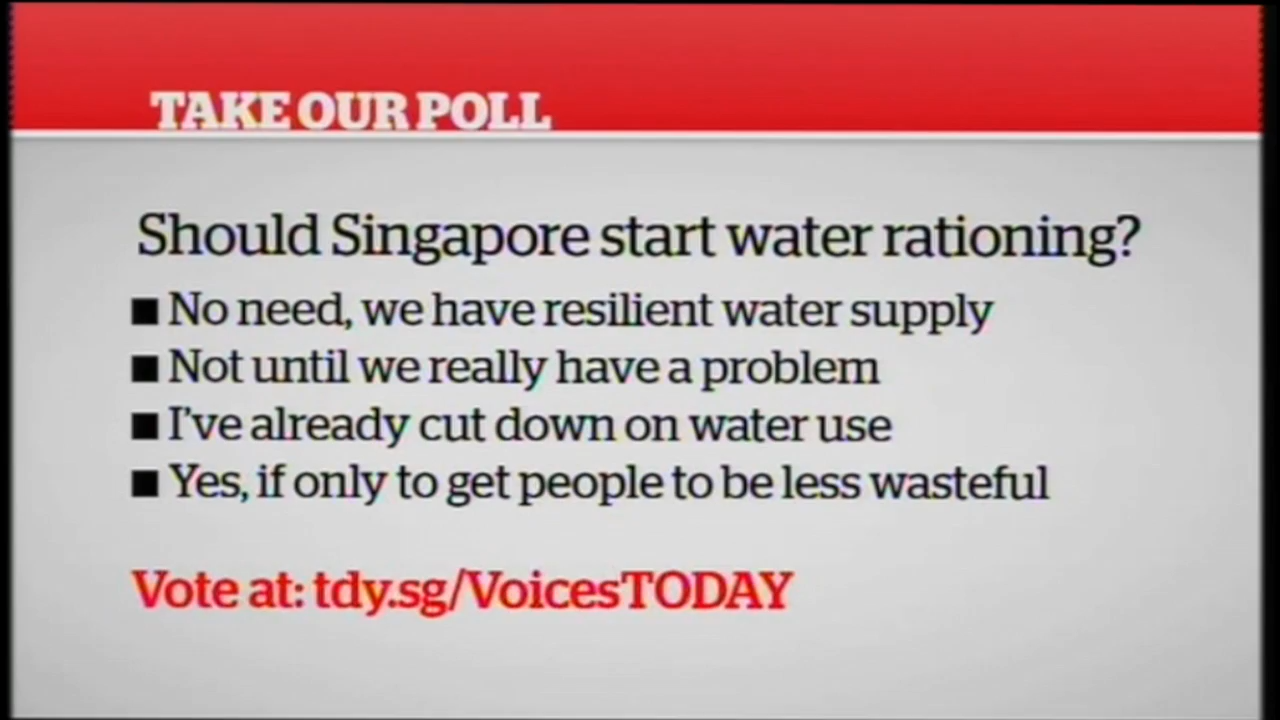 TAKE OUR POLL
Should Singapore start water rationing?
■ No need, we have resilient water supply
■ Not until we really have a problem
■ I've already cut down on water use
■ Yes, if only to get people to be less wasteful
Vote at: tdy.sg/VoicesTODAY